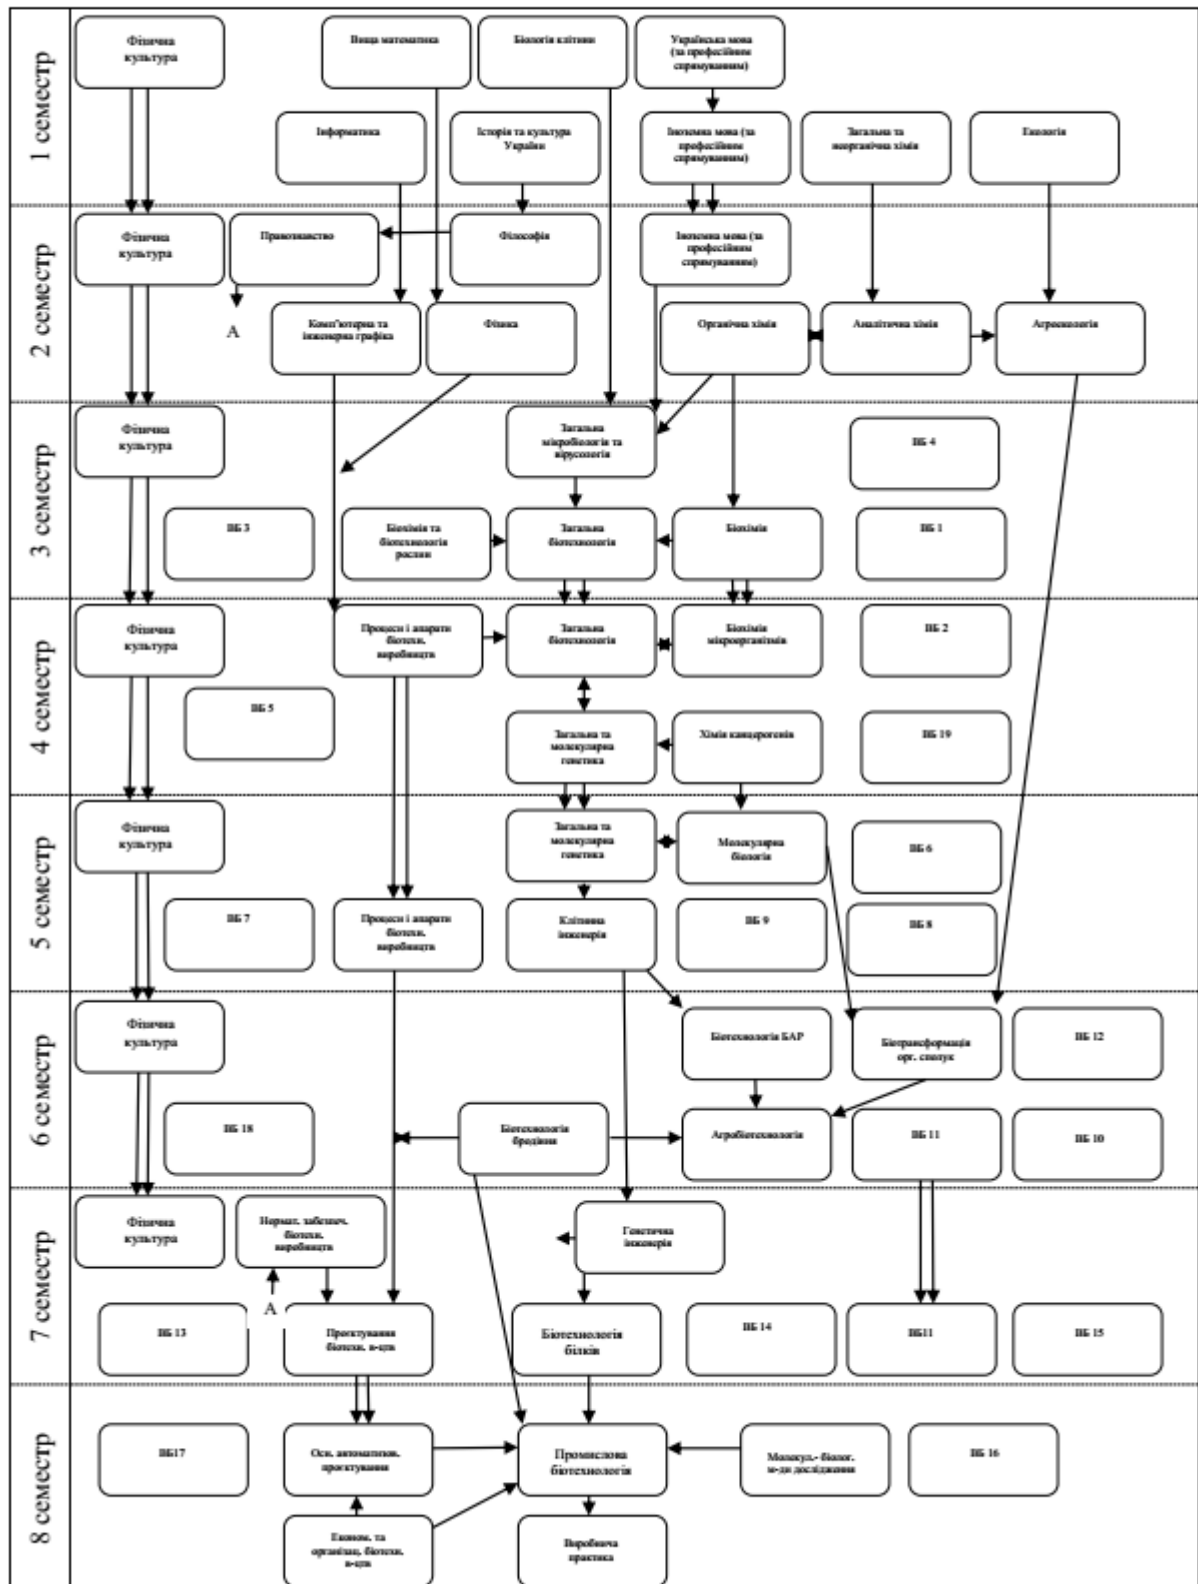 1 семестр
Фізична
культура
Вища математика
Біологія клітини
Українська мова
(за професійним
спрямуванням)
Інформатика
Історія та культура
України
Іноземна мова (за
професійним
спрямуванням)
Загальна та
неорганічна хімія
Екологія
2 семестр
Фізична
культура
Правознавство
Філософія
Іноземна мова (за
професійним
спрямуванням)
А
Комп'ютерна та
інженерна графіка
Фізика
Органічна хімія
Аналітична хімія
Агроекологія
3 семестр
Фізична
культура
Загальна
мікробіологія та
вірусологія
ВБ 4
ВБ 3
Біохімія та
біотехнологія
рослин
Загальна
біотехнологія
Біохімія
ВБ 1
4 семестр
Фізична
культура
Процеси і апарати
біотехн.
виробництв
Загальна
біотехнологія
Біохімія
мікроорганізмів
ВБ 2
ВБ 5
Загальна та
молекулярна
генетика
Хімія канцерогенів
ВБ 19
5 семестр
Фізична
культура
Загальна та
молекулярна
генетика
Молекулярна
біологія
ВБ 6
ВБ 7
Процеси і апарати
біотехн.
виробництв
Клітинна
інженерія
ВБ 9
ВБ 8
6 семестр
Фізична
культура
Біотехнологія БАР
Біотрансформація
орг. сполук
ВБ 12
ВБ 18
Біотехнологія
бродіння
Агробіотехнологія
ВБ 11
ВБ 10
7 семестр
Фізична
культура
Нормат. забезпеч.
біотехн.
виробництв
Генетична
інженерія
А
ВБ 13
Проєктування
біотехн. в-цтв
Біотехнологія
білків
ВБ 14
ВБ11
ВБ 15
8 семестр
ВБ17
Осн. автоматизов.
проєктування
Промислова
біотехнологія
Молекул.- біолог.
м-ди дослідження
ВБ 16
Економ. та
організац. біотехн.
в-цтв
Виробнича
практика